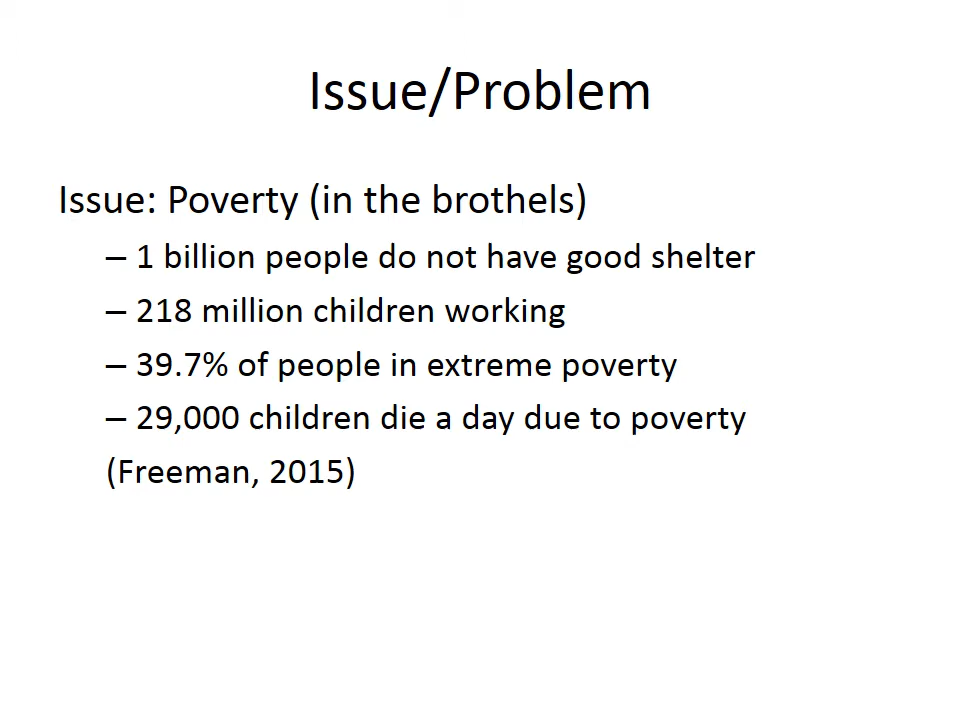 Issue/Problem
Issue: Poverty (in the brothels)
– 1 billion people do not have good shelter
– 218 million children working
– 39.7% of people in extreme poverty
– 29,000 children die a day due to poverty
(Freeman, 2015)